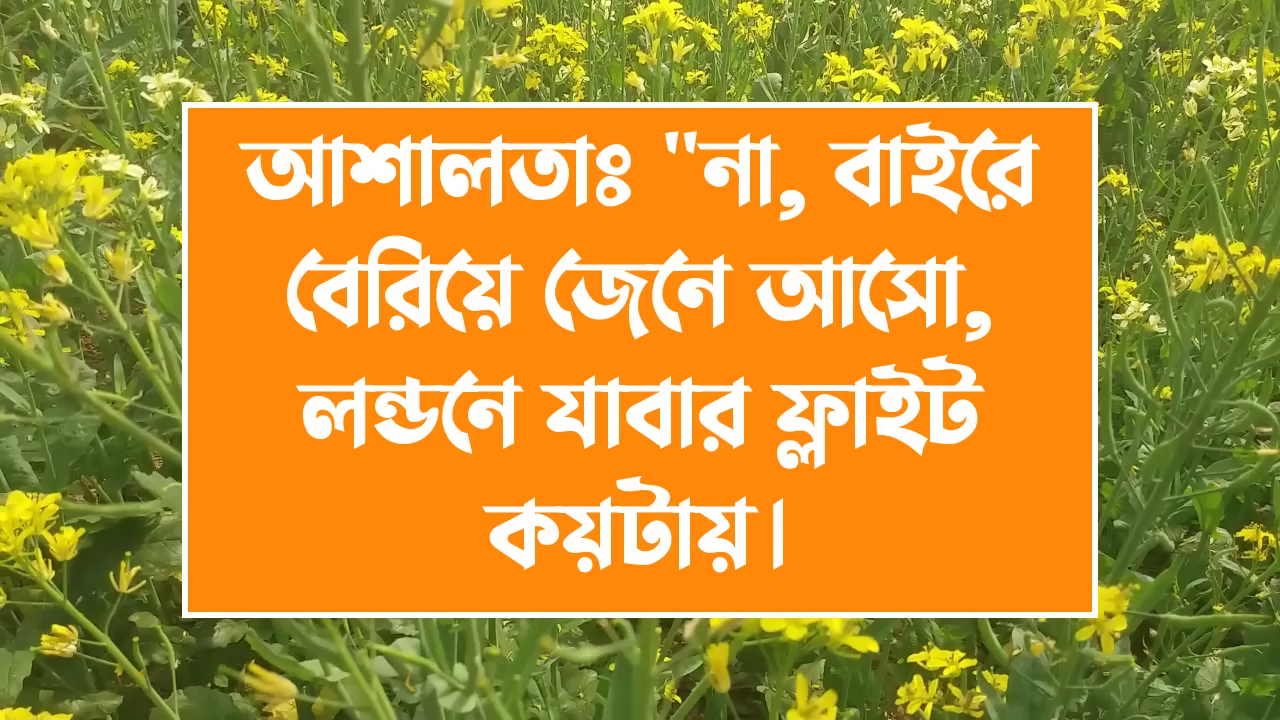 আশালতাঃ "না, বাইরে
বেরিয়ে জেনে আসো,
লন্ডনে যাবার ফ্লাইট
কয়টায়।